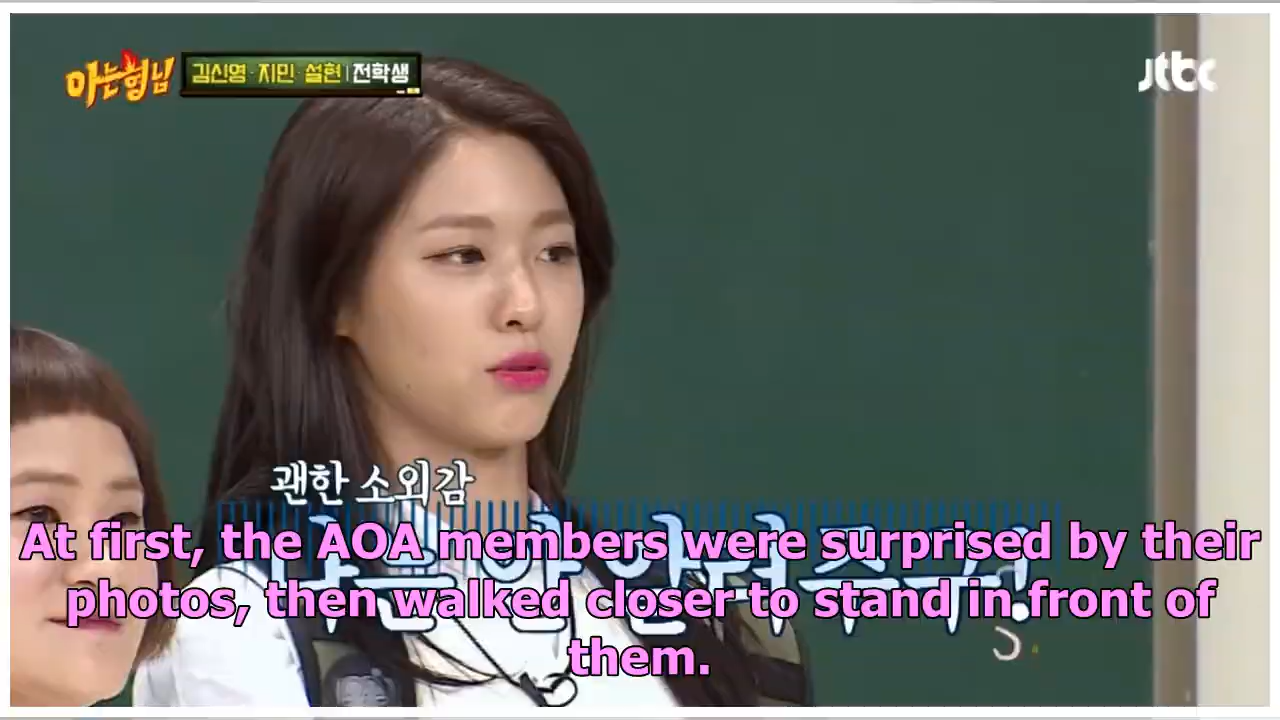 아는형님
김신영·지민·설현|전학생
jtbc
괜한 소외감
At first, the AOA members were surprised by their
photos, then walked closer to stand in front of
them.